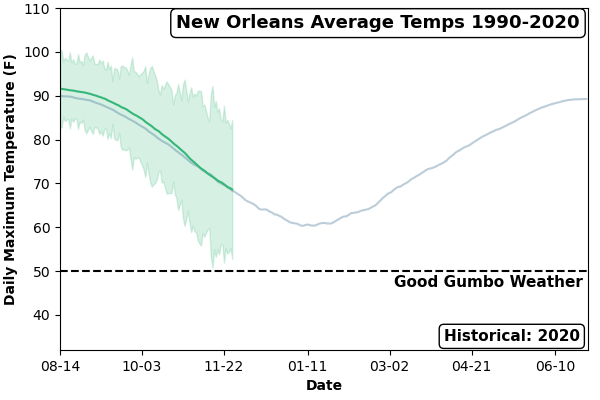 New Orleans Average Temps 1990-2020
Daily Maximum Temperature (F)
110
100
90
80
70
60
50
40
Good Gumbo Weather
Historical: 2020
08-14 10-03 11-22 01-11 03-02 04-21 06-10
Date